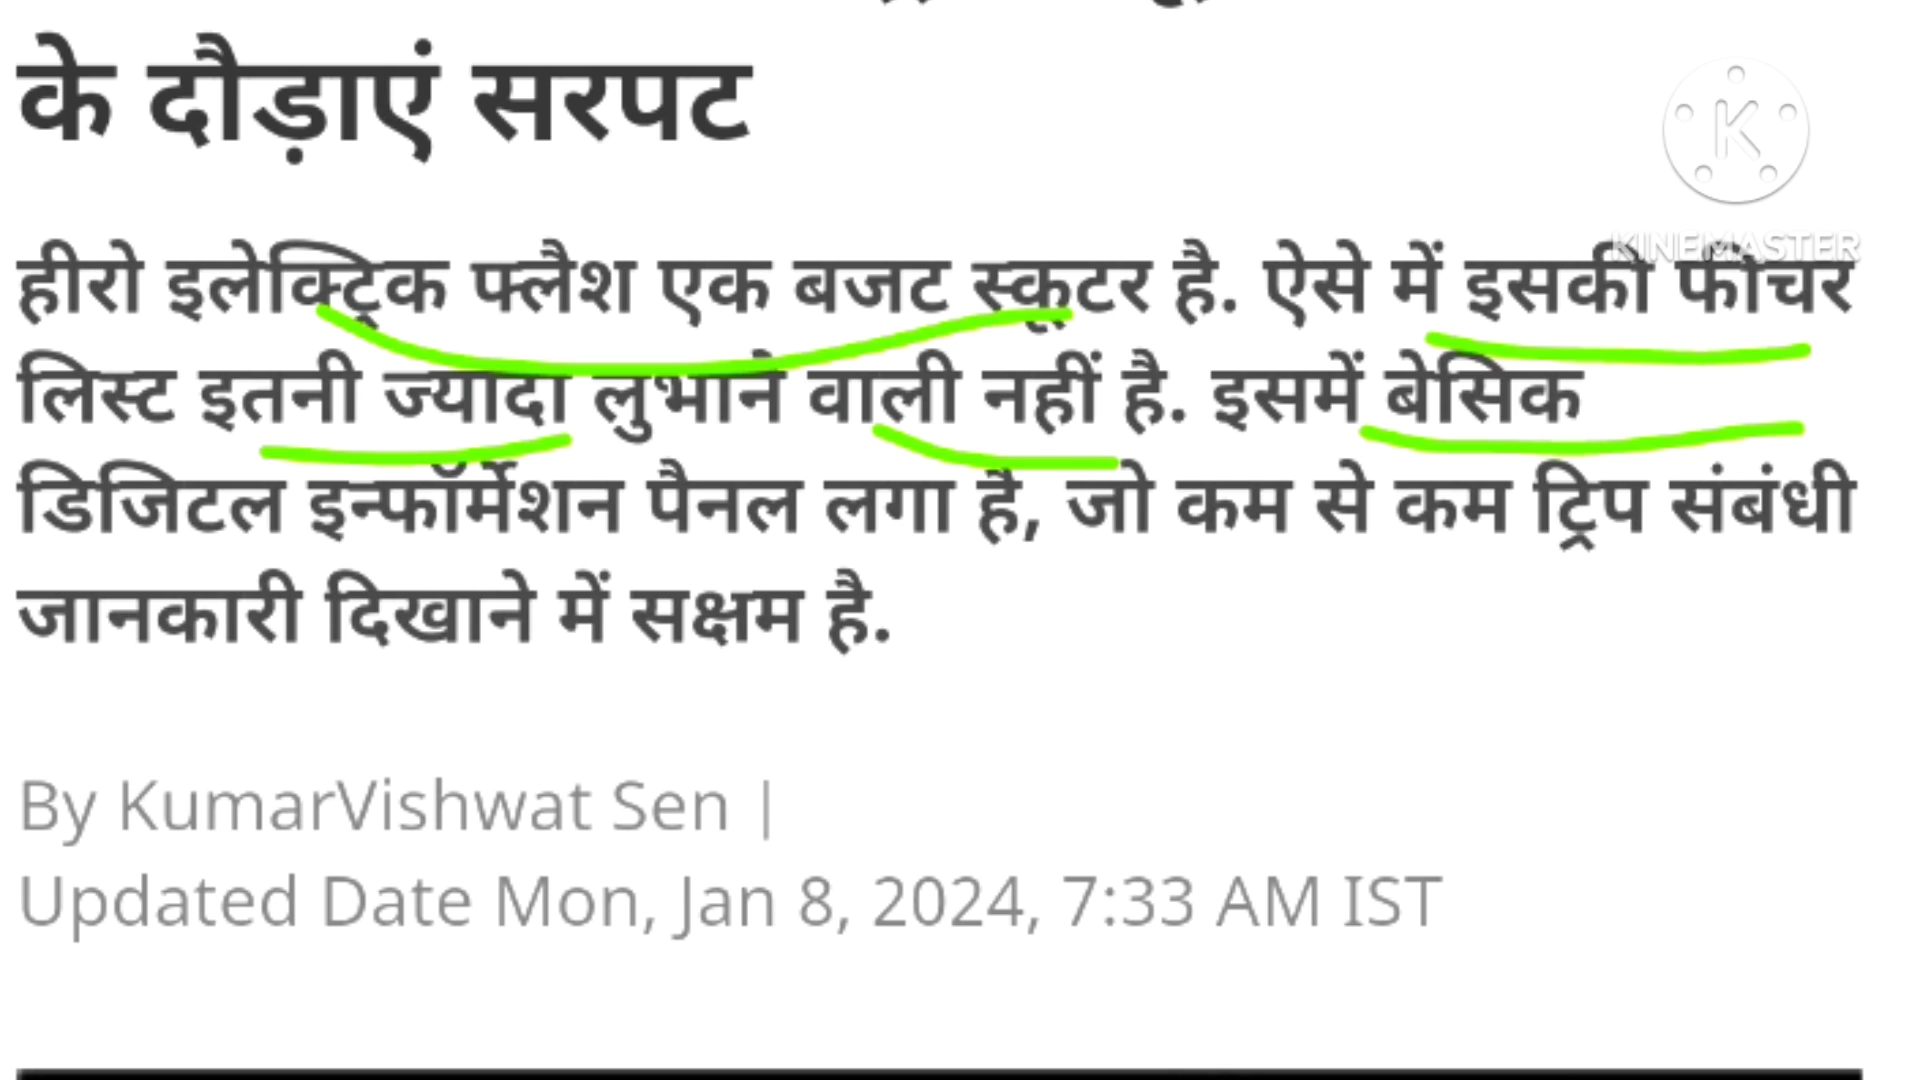 के दौड़ाएं सरपट
K
KINEMASTER
हीरो इलेक्ट्रिक फ्लैश एक बजट स्कूटर है. ऐसे में इसकी फीचर
लिस्ट इतनी ज्यादा लुभाने वाली नहीं है. इसमें बेसिक
डिजिटल इन्फॉर्मेशन पैनल लगा है, जो कम से कम ट्रिप संबंधी
जानकारी दिखाने में सक्षम है.
By KumarVishwat Sen |
Updated Date Mon, Jan 8, 2024, 7:33 AM IST